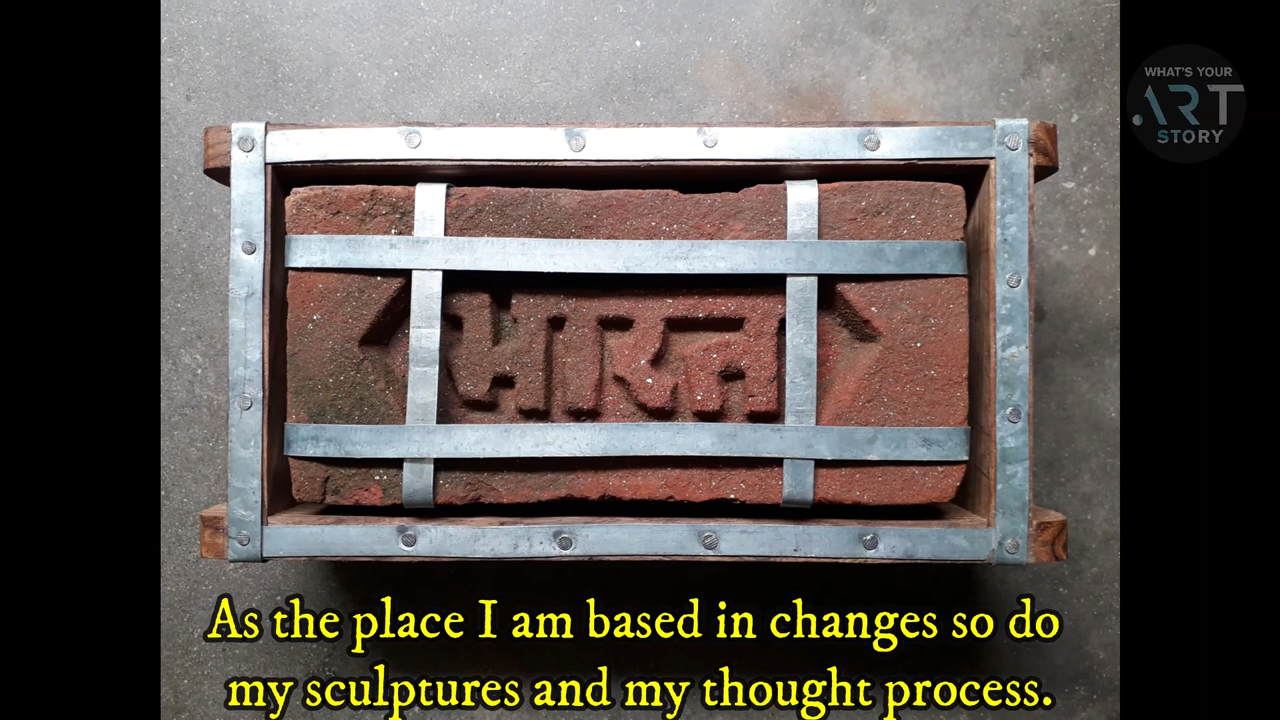 WHAT'S YOUR
ART
STORY
भारत
As the place I am based in changes so do
my sculptures and my thought process.